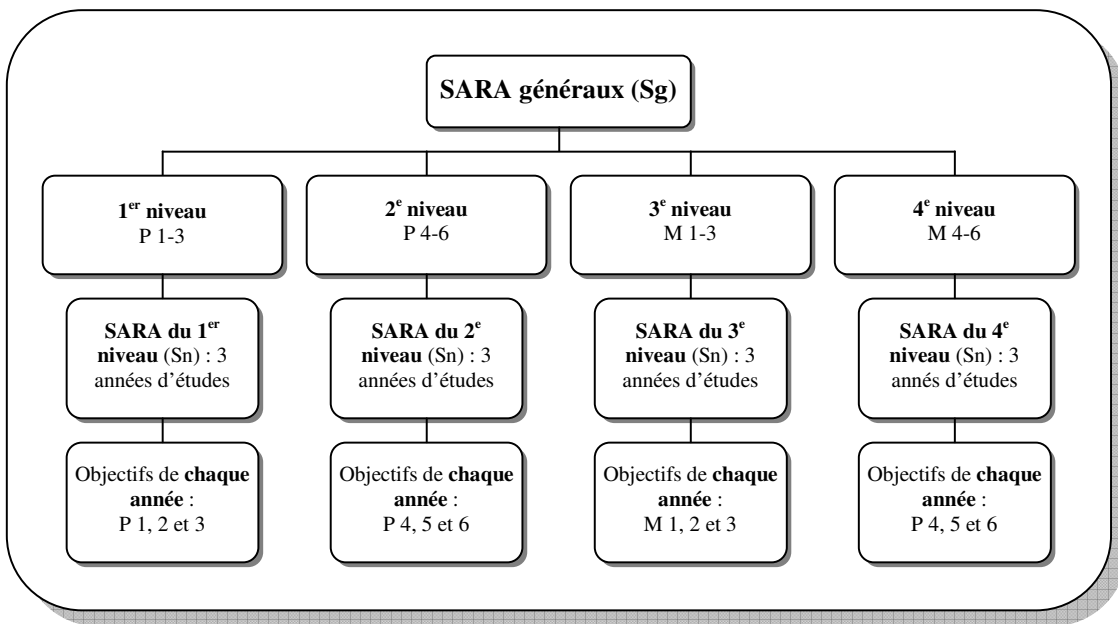 SARA généraux (Sg)
1er niveau
P 1-3
2e niveau
P 4-6
3e niveau
M 1-3
4e niveau
M 4-6
SARA du 1er
niveau (Sn) : 3
années d’études
SARA du 2e
niveau (Sn) : 3
années d’études
SARA du 3e
niveau (Sn) : 3
années d’études
SARA du 4e
niveau (Sn) : 3
annés d’études
Objectifs de chaque
année :
P 1, 2 et 3
Objectifs de chaque
année :
P 4, 5 et 6
Objectifs de chaque
année :
M 1, 2 et 3
Objectifs de chaque
année :
P 4, 5 et 6